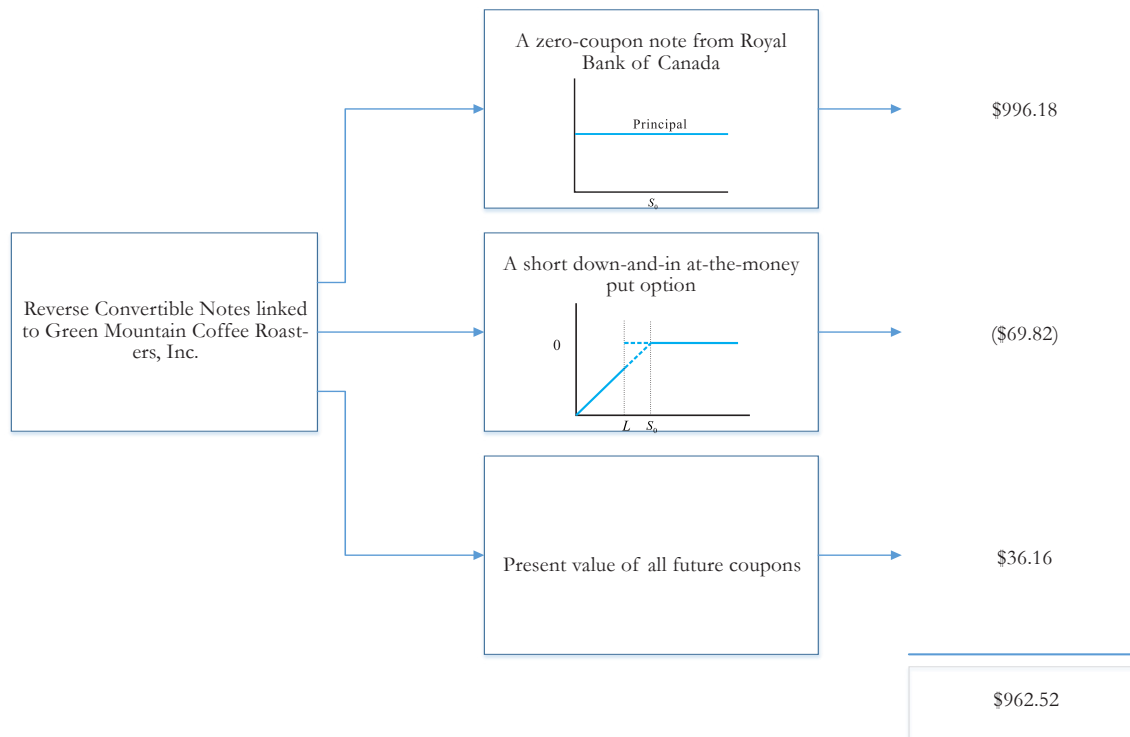 A zero-coupon note from Royal
Bank of Canada
Principal
S₀
$996.18
Reverse Convertible Notes linked
to Green Mountain Coffee Roast-
ers, Inc.
A short down-and-in at-the-money
put option
0
L S₀
($69.82)
Present value of all future coupons
$36.16
$962.52